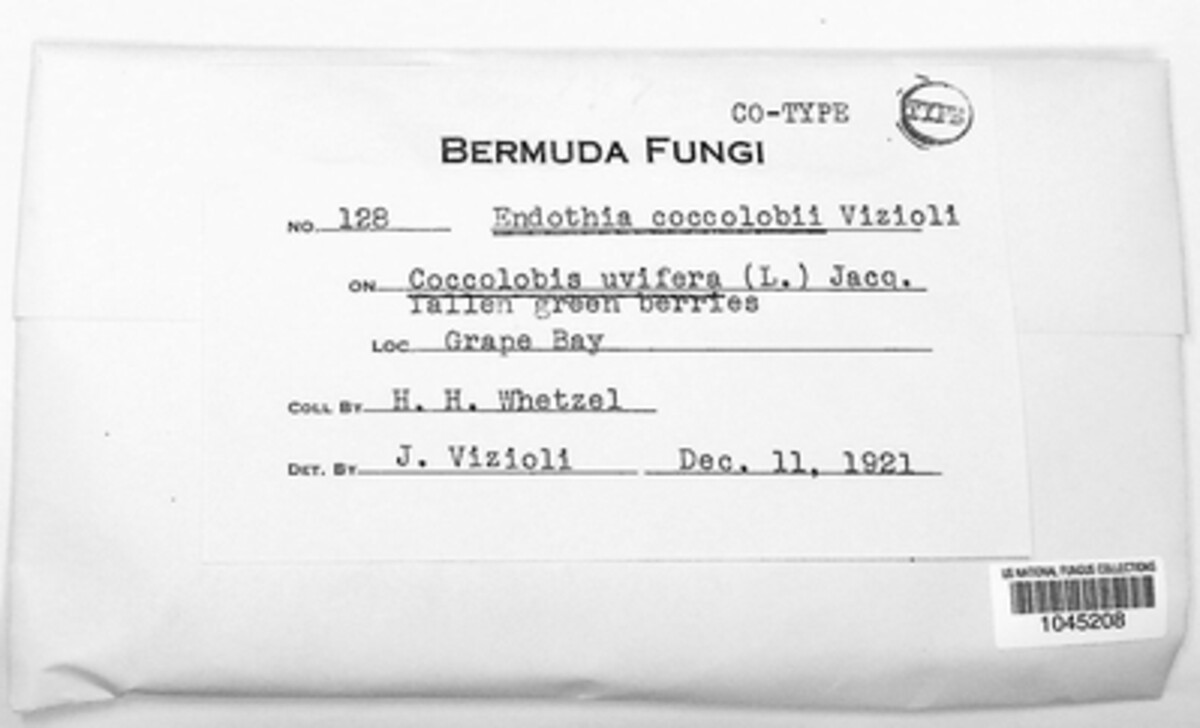 CO-TYPE TYPE
BERMUDA FUNGI
NO. 128 Endothia coccolobii Vizioli
ON Coccolobis uvifera (L.) Jacq.
fallen green berries
LOC Grape Bay
COLL BY H. H. Whetzel
DET. BY J. Vizioli Dec. 11, 1921
US NATIONAL FUNGUS COLLECTIONS
1045208